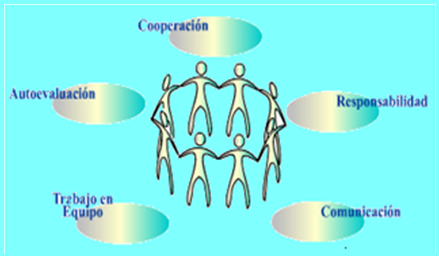 Cooperación
Autoevaluación
Responsabilidad
Trabajo en
Equipo
Comunicación